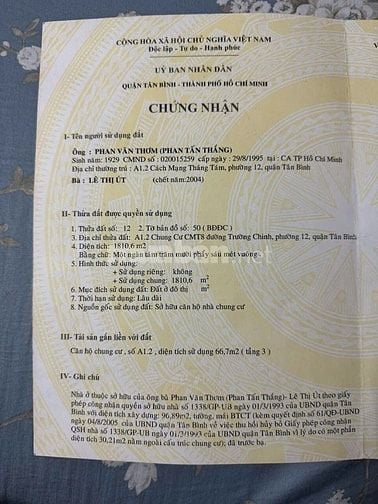 CỘNG HÒA XÃ HỘI CHỦ NGHĨA VIỆT NAM
Độc lập - Tự do - Hạnh phúc
UỶ BAN NHÂN DÂN
QUẬN TÂN BÌNH - THÀNH PHỐ HỒ CHÍ MINH
CHỨNG NHẬN
I- Tên người sử dụng đất
Ông : PHAN VĂN THƠM (PHAN TẤN THẮNG)
Sinh năm: 1929 CMND số : 020015259 cấp ngày : 29/8/1995 tại : CA TP Hồ Chí Minh
Địa chỉ thường trú : A1.2 Cách Mạng Tháng Tám, phường 12, quận Tân Bình
Bà : LÊ THỊ ÚT (chết năm:2004)
II- Thửa đất được quyền sử dụng
1. Thửa đất số: 12 2. Tờ bản đồ số: 50 ( BĐĐC )
3. Địa chỉ thửa đất: A1.2 Chung Cư CMT8 đường Trường Chinh, phường 12, quận Tân Bình
4. Diện tích: 1810,6 m²
Bằng chữ: Một ngàn tám trăm mười phẩy sáu mét vuông
5. Hình thức sử dụng:
+ Sử dụng riêng: không
+ Sử dụng chung: 1810,6 m²
6. Mục đích sử dụng đất: Đất ở đô thị m²
7. Thời hạn sử dụng: Lâu dài
8. Nguồn gốc sử dụng đất: Sở hữu căn hộ nhà chung cư
III- Tài sản gắn liền với đất
Căn hộ chung cư , số A1.2 , diện tích sử dụng 66,7m2 ( tầng 3 )
IV- Ghi chú
Nhà ở thuộc sở hữu của ông bà Phan Văn Thơm (Phan Tấn Thắng)- Lê Thị Út theo giấy
phép công nhận quyền sở hữu nhà số 1338/GP-UB ngày 01/3/1993 của UBND quận Tân
Bình với diện tích xây dựng: 96,89m2, tường, mái BTCT (kèm quyết định số 61/QĐ-UBND
ngày 04/8/2005 của UBND quận Tân Bình về việc thu hồi hủy bỏ Giấy phép công nhận
QSH nhà số 1338/GP-UB ngày 01/3/1993 của UBND quận Tân Bình vì lý do có một phần
diện tích 30,21m2 nằm ngoài cấu trúc chung cư); đã trước bạ.